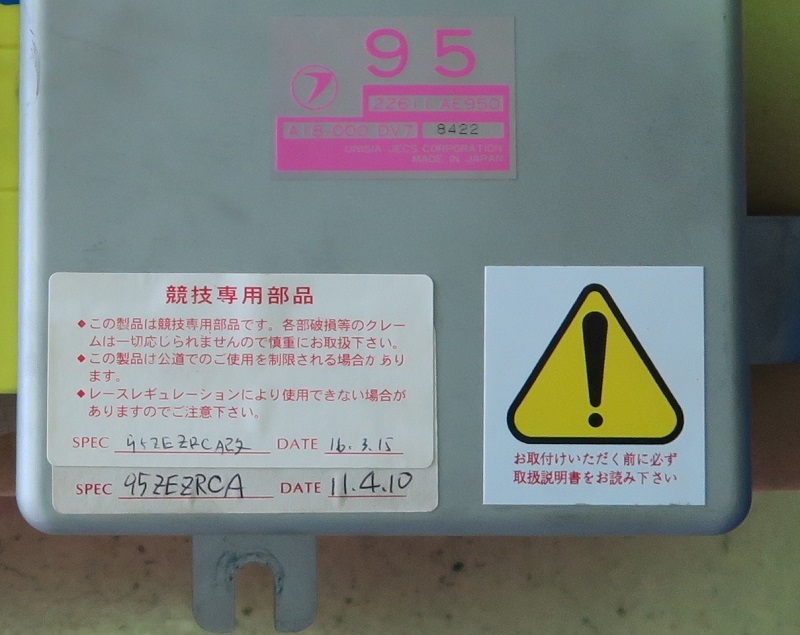 95
22611 AE950
A18-000 DV7 8422
UNISIA JECS CORPORATION
MADE IN JAPAN
競技専用部品
◆この製品は競技専用部品です。各部破損等のクレー
ムは一切応じられませんので慎重にお取扱下さい。
◆この製品は公道でのご使用を制限される場合があり
ます。
◆レースレギュレーションにより使用できない場合が
ありますのでご注意下さい。
SPEC DATE 16.3.15
SPEC 95ZEZRCA DATE 11.4.10
お取付けいただく前に必ず
取扱説明書をお読み下さい